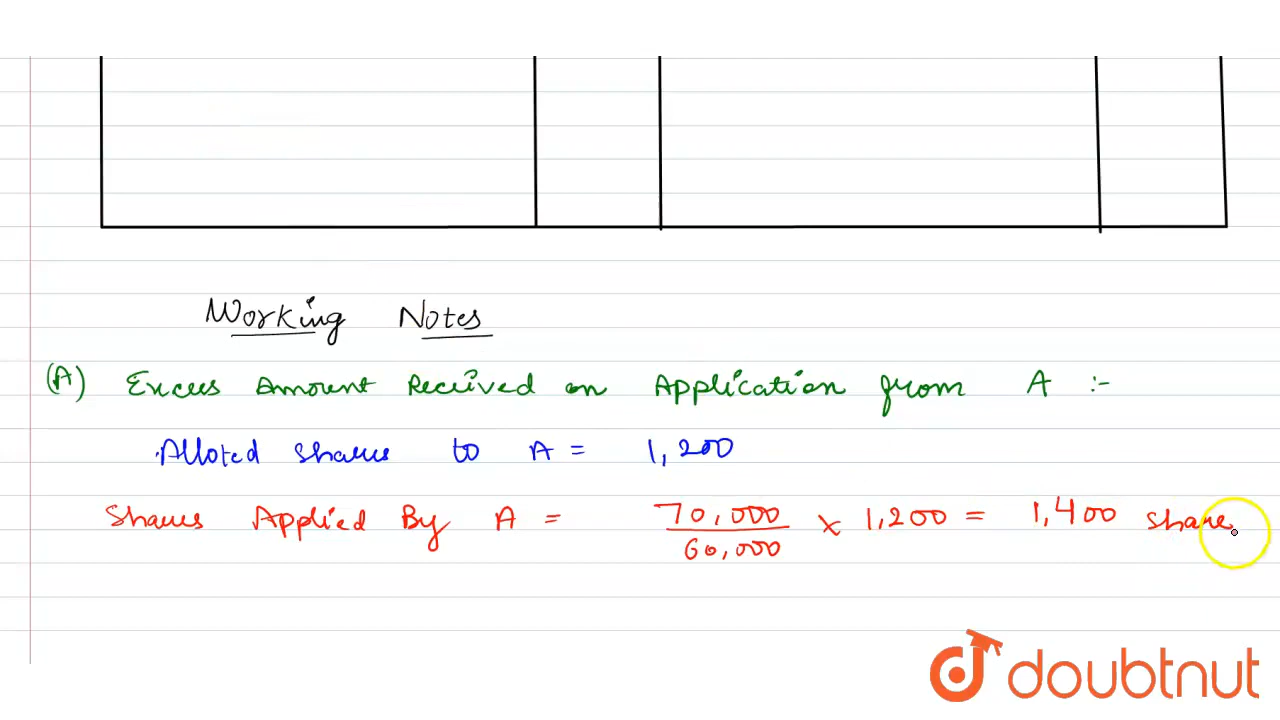 Working Notes
(A) Excess Amount Received on Application from A :-
Alloted Shares to A = 1,200
Shares Applied By A = 70,000 / 60,000 x 1,200 = 1,400 Share
doubtnut